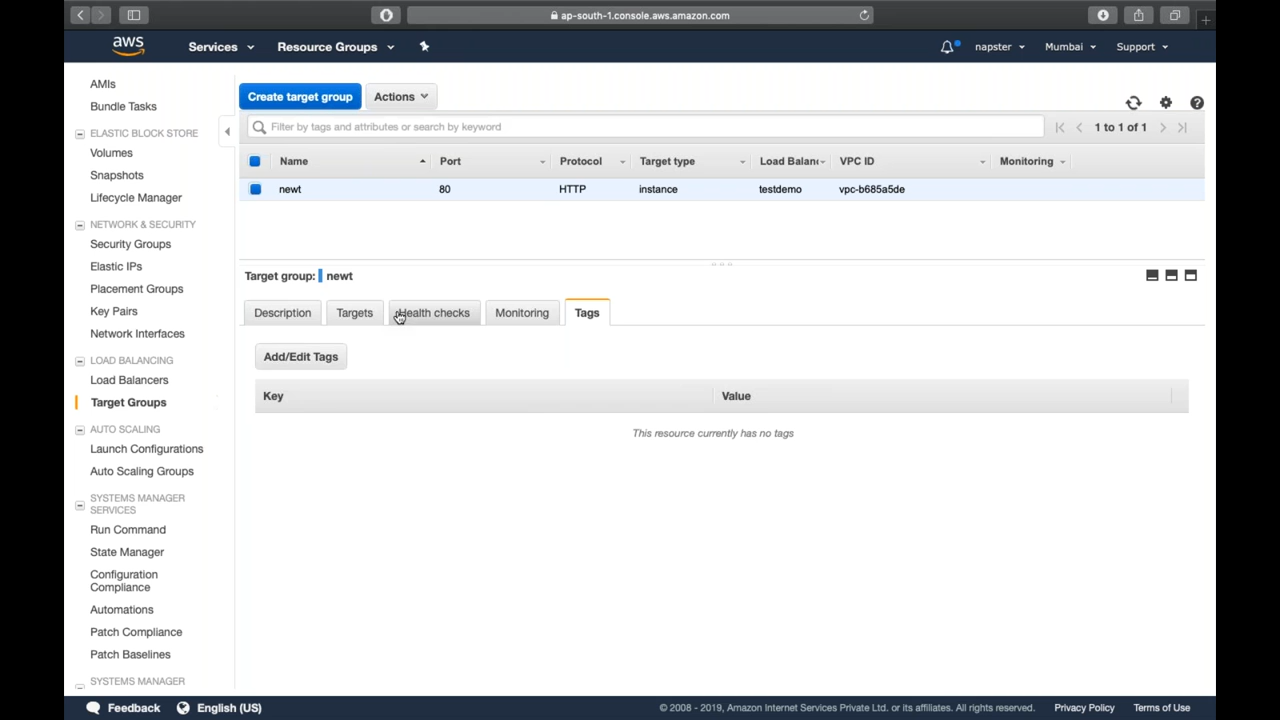 ap-south-1.console.aws.amazon.com
aws Services Resource Groups napster Mumbai Support
AMIs
Bundle Tasks
ELASTIC BLOCK STORE
Volumes
Snapshots
Lifecycle Manager
NETWORK & SECURITY
Security Groups
Elastic IPs
Placement Groups
Key Pairs
Network Interfaces
LOAD BALANCING
Load Balancers
Target Groups
AUTO SCALING
Launch Configurations
Auto Scaling Groups
SYSTEMS MANAGER
SERVICES
Run Command
State Manager
Configuration
Compliance
Automations
Patch Compliance
Patch Baselines
SYSTEMS MANAGER
Create target group Actions
Filter by tags and attributes or search by keyword 1 to 1 of 1
Name Port Protocol Target type Load Balanc VPC ID Monitoring
newt 80 HTTP instance testdemo vpc-b685a5de
Target group: newt
Description Targets Health checks Monitoring Tags
Add/Edit Tags
Key Value
This resource currently has no tags
Feedback English (US) © 2008 - 2019, Amazon Internet Services Private Ltd. or its affiliates. All rights reserved. Privacy Policy Terms of Use